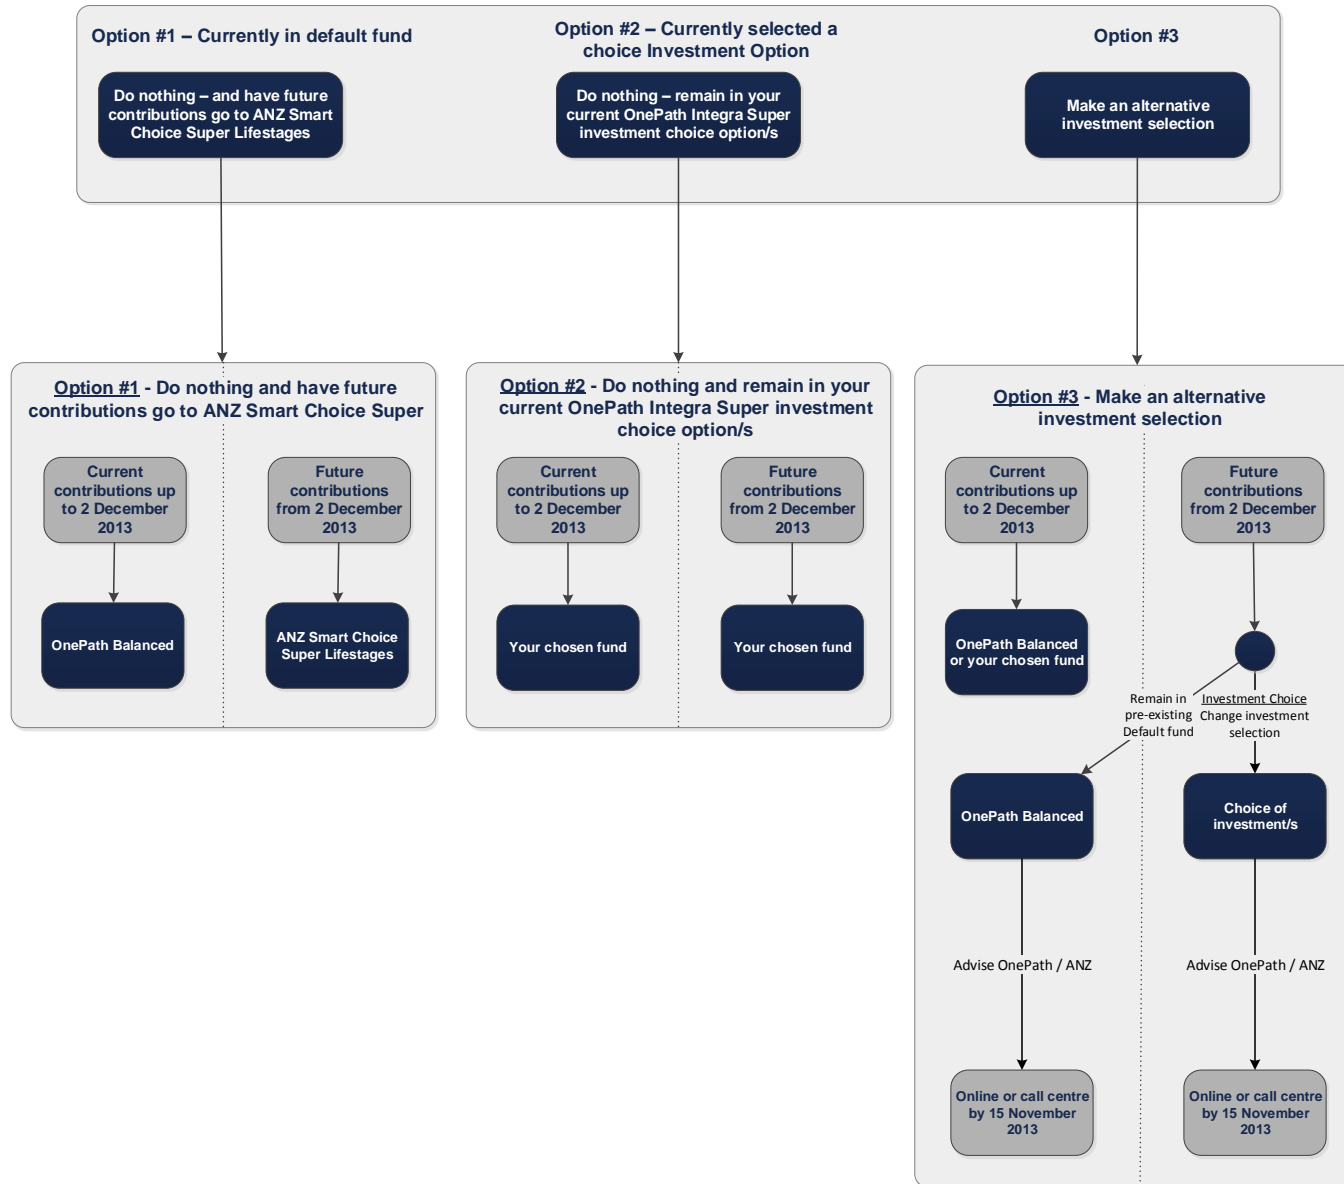 Option #1 – Currently in default fund
Option #2 – Currently selected a
choice Investment Option
Option #3
Do nothing – and have future
contributions go to ANZ Smart
Choice Super Lifestages
Do nothing – remain in your
current OnePath Integra Super
investment choice option/s
Make an alternative
investment selection
Option #1 - Do nothing and have future
contributions go to ANZ Smart Choice Super
Current
contributions up
to 2 December
2013
Future
contributions
from 2 December
2013
OnePath Balanced
ANZ Smart Choice
Super Lifestages
Option #2 - Do nothing and remain in your
current OnePath Integra Super investment
choice option/s
Current
contributions up
to 2 December
2013
Future
contributions
from 2 December
2013
Your chosen fund
Your chosen fund
Option #3 - Make an alternative
investment selection
Current
contributions up
to 2 December
2013
Future
contributions
from 2 December
2013
OnePath Balanced
or your chosen fund
Remain in
pre-existing
Default fund
Investment Choice
Change investment
selection
OnePath Balanced
Choice of
investment/s
Advise OnePath / ANZ
Advise OnePath / ANZ
Online or call centre
by 15 November
2013
Online or call centre
by 15 November
2013